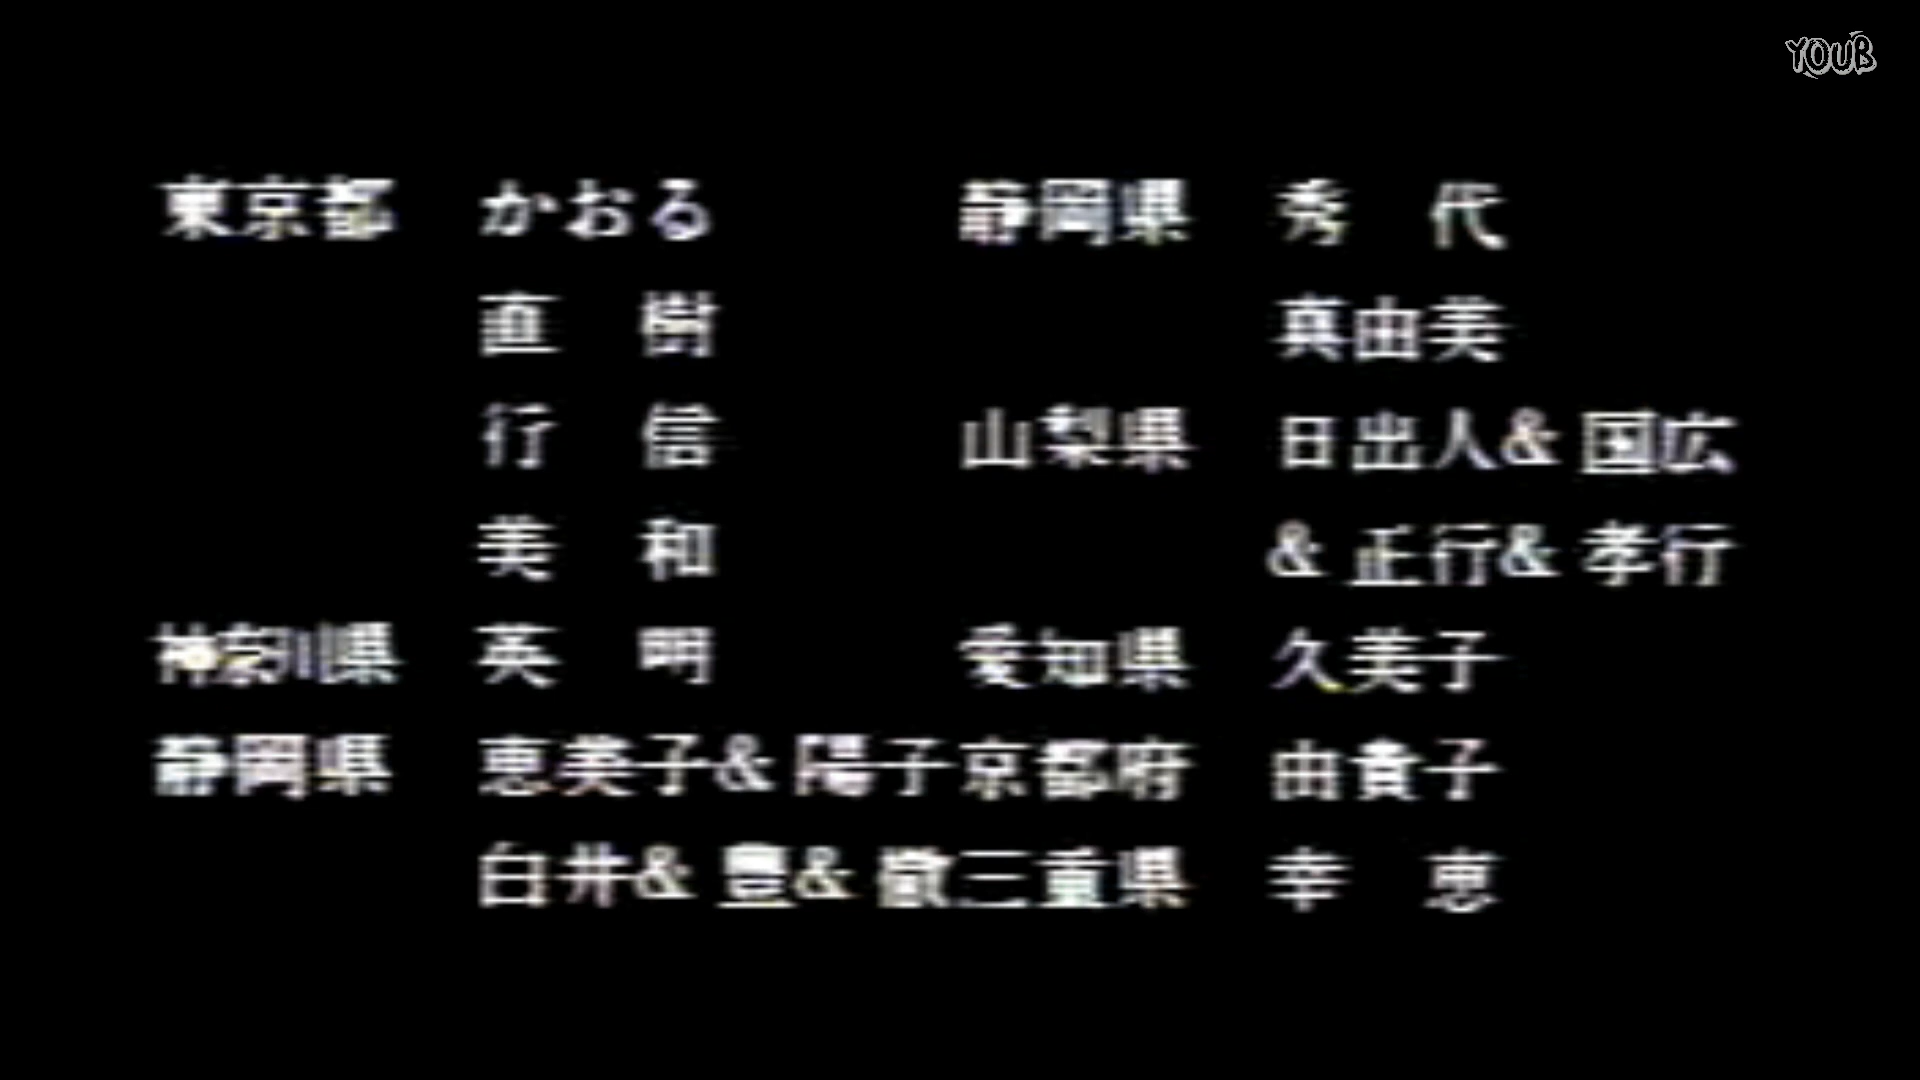 YOUB
東京都 かおる
直 樹
行 信
美 和
神奈川県 英 明
静岡県 恵美子& 陽子
白井& 豊& 徹
静岡県 秀 代
真由美
山梨県 日出人& 国広
& 正行& 孝行
愛知県 久美子
京都府 由貴子
三重県 幸 恵